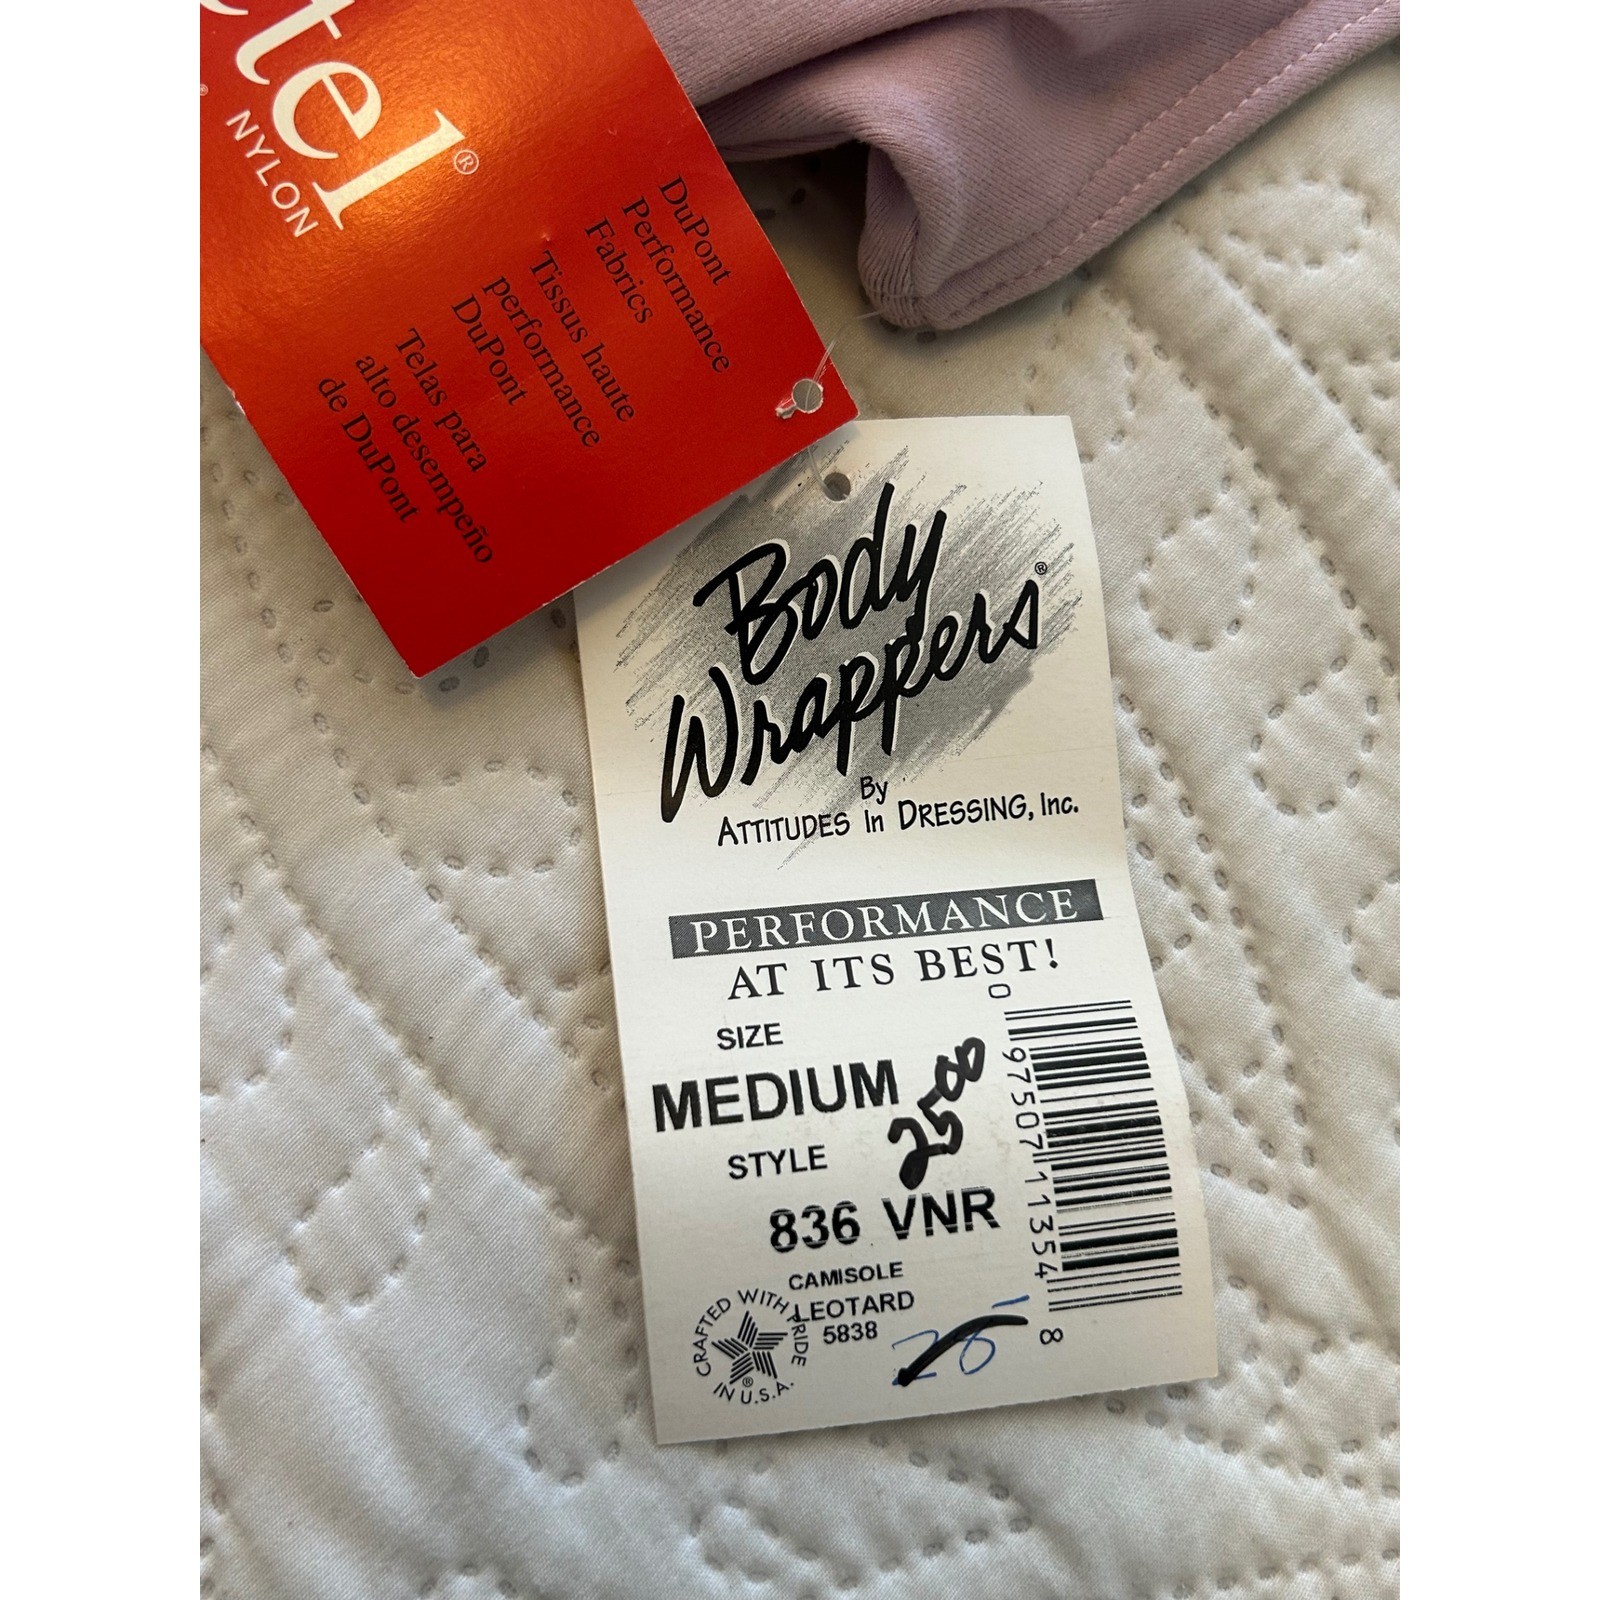 NYLON
®
DuPont
Performance
Fabrics
Tissus haute
performance
DuPont
Telas para
alto desempeño
de DuPont
Body
Wrappers®
By
ATTITUDES In DRESSING, Inc.
PERFORMANCE
AT ITS BEST!
SIZE
MEDIUM
2500
STYLE
836 VNR
CAMISOLE
LEOTARD
5838
CRAFTED WITH PRIDE
IN U.S.A.
®
0 97507 11354 8